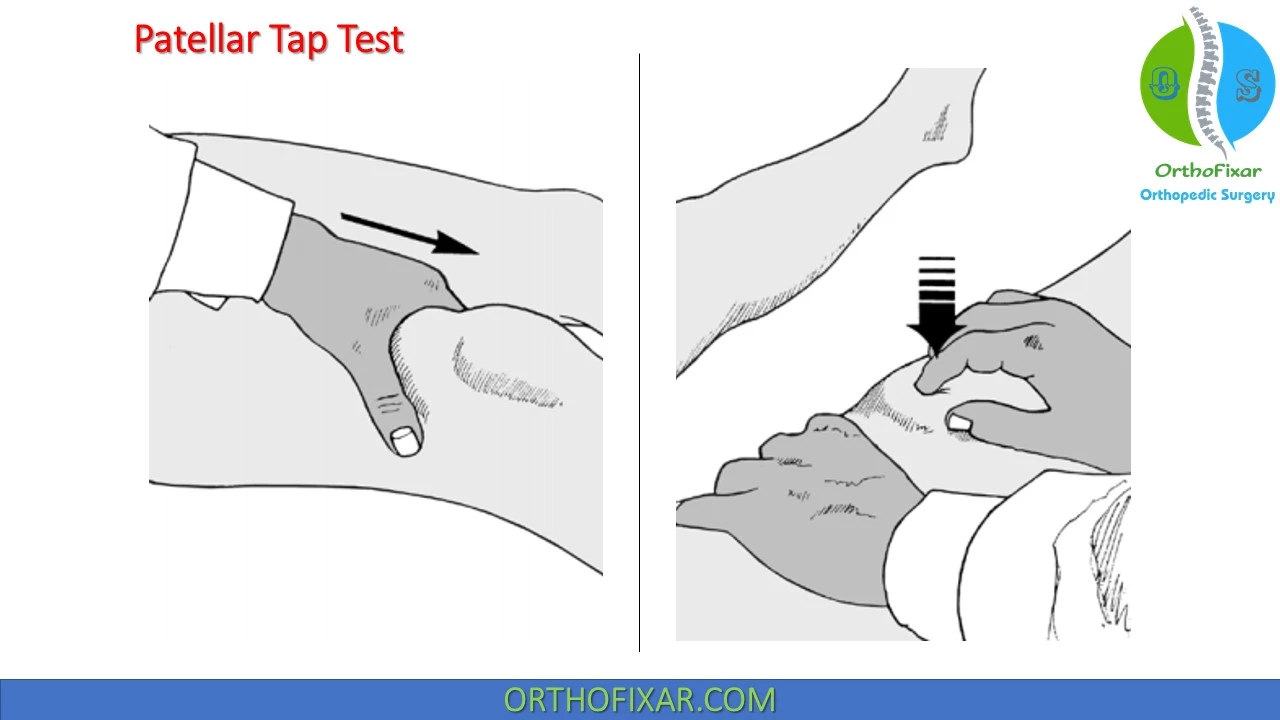 Patellar Tap Test
O S
OrthoFixar
Orthopedic Surgery
ORTHOFIXAR.COM